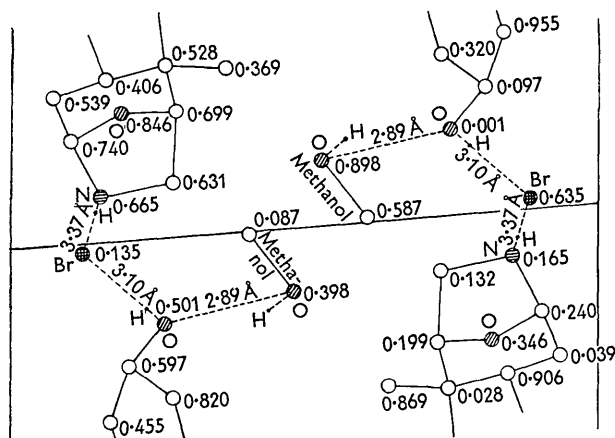 0·528
0·369
0·406
0·539
0·846
0·699
O
0·740
0·631
N
H
0·665
3·37 Å
0·135
Br
0·087
3·10 Å
Metha-
nol
0·501
2·89 Å
0·398
H
H
O
O
0·597
0·820
0·455
0·955
0·320
0·097
O
0·001
H
2·89 Å
O
H
0·898
3·10 Å
Methanol
0·587
Br
0·635
3·37 Å
N
H
0·165
0·132
0·240
O
0·199
0·346
0·039
0·869
0·028
0·906